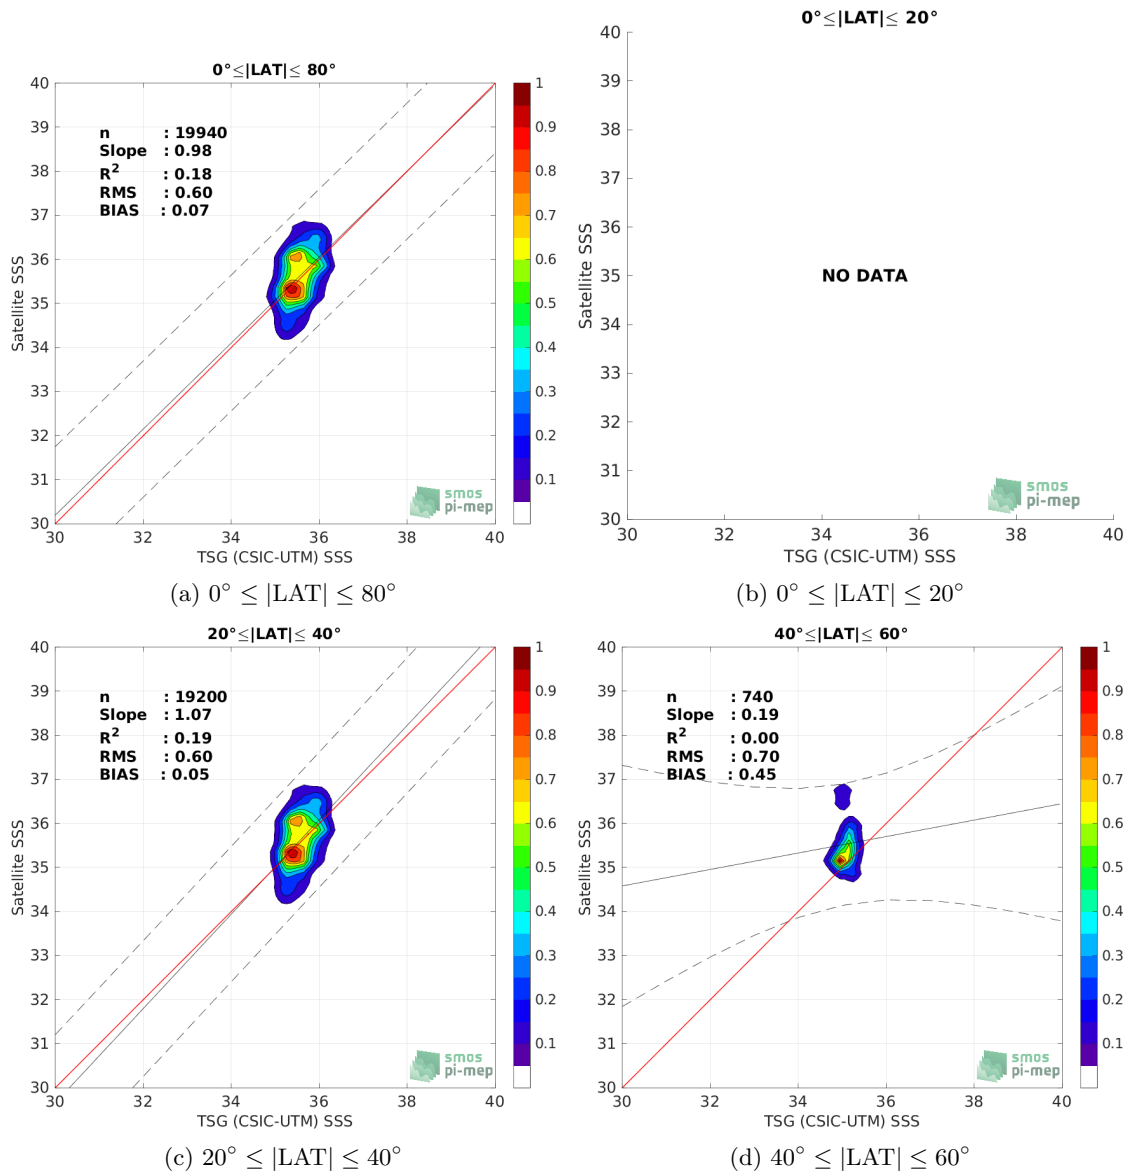 0°≤|LAT|≤ 80°
40
39
38
37
36
35
34
33
32
31
30
Satellite SSS
n : 19940
Slope : 0.98
R2 : 0.18
RMS : 0.60
BIAS : 0.07
smos
pi-mep
30 32 34 36 38 40
TSG (CSIC-UTM) SSS
1
0.9
0.8
0.7
0.6
0.5
0.4
0.3
0.2
0.1
(a) 0° ≤ |LAT| ≤ 80°
0°≤|LAT|≤ 20°
40
39
38
37
36
35
34
33
32
31
30
Satellite SSS
NO DATA
smos
pi-mep
30 32 34 36 38 40
TSG (CSIC-UTM) SSS
(b) 0° ≤ |LAT| ≤ 20°
20°≤|LAT|≤ 40°
40
39
38
37
36
35
34
33
32
31
30
Satellite SSS
n : 19200
Slope : 1.07
R2 : 0.19
RMS : 0.60
BIAS : 0.05
smos
pi-mep
30 32 34 36 38 40
TSG (CSIC-UTM) SSS
1
0.9
0.8
0.7
0.6
0.5
0.4
0.3
0.2
0.1
(c) 20° ≤ |LAT| ≤ 40°
40°≤|LAT|≤ 60°
40
39
38
37
36
35
34
33
32
31
30
Satellite SSS
n : 740
Slope : 0.19
R2 : 0.00
RMS : 0.70
BIAS : 0.45
smos
pi-mep
30 32 34 36 38 40
TSG (CSIC-UTM) SSS
1
0.9
0.8
0.7
0.6
0.5
0.4
0.3
0.2
0.1
(d) 40° ≤ |LAT| ≤ 60°